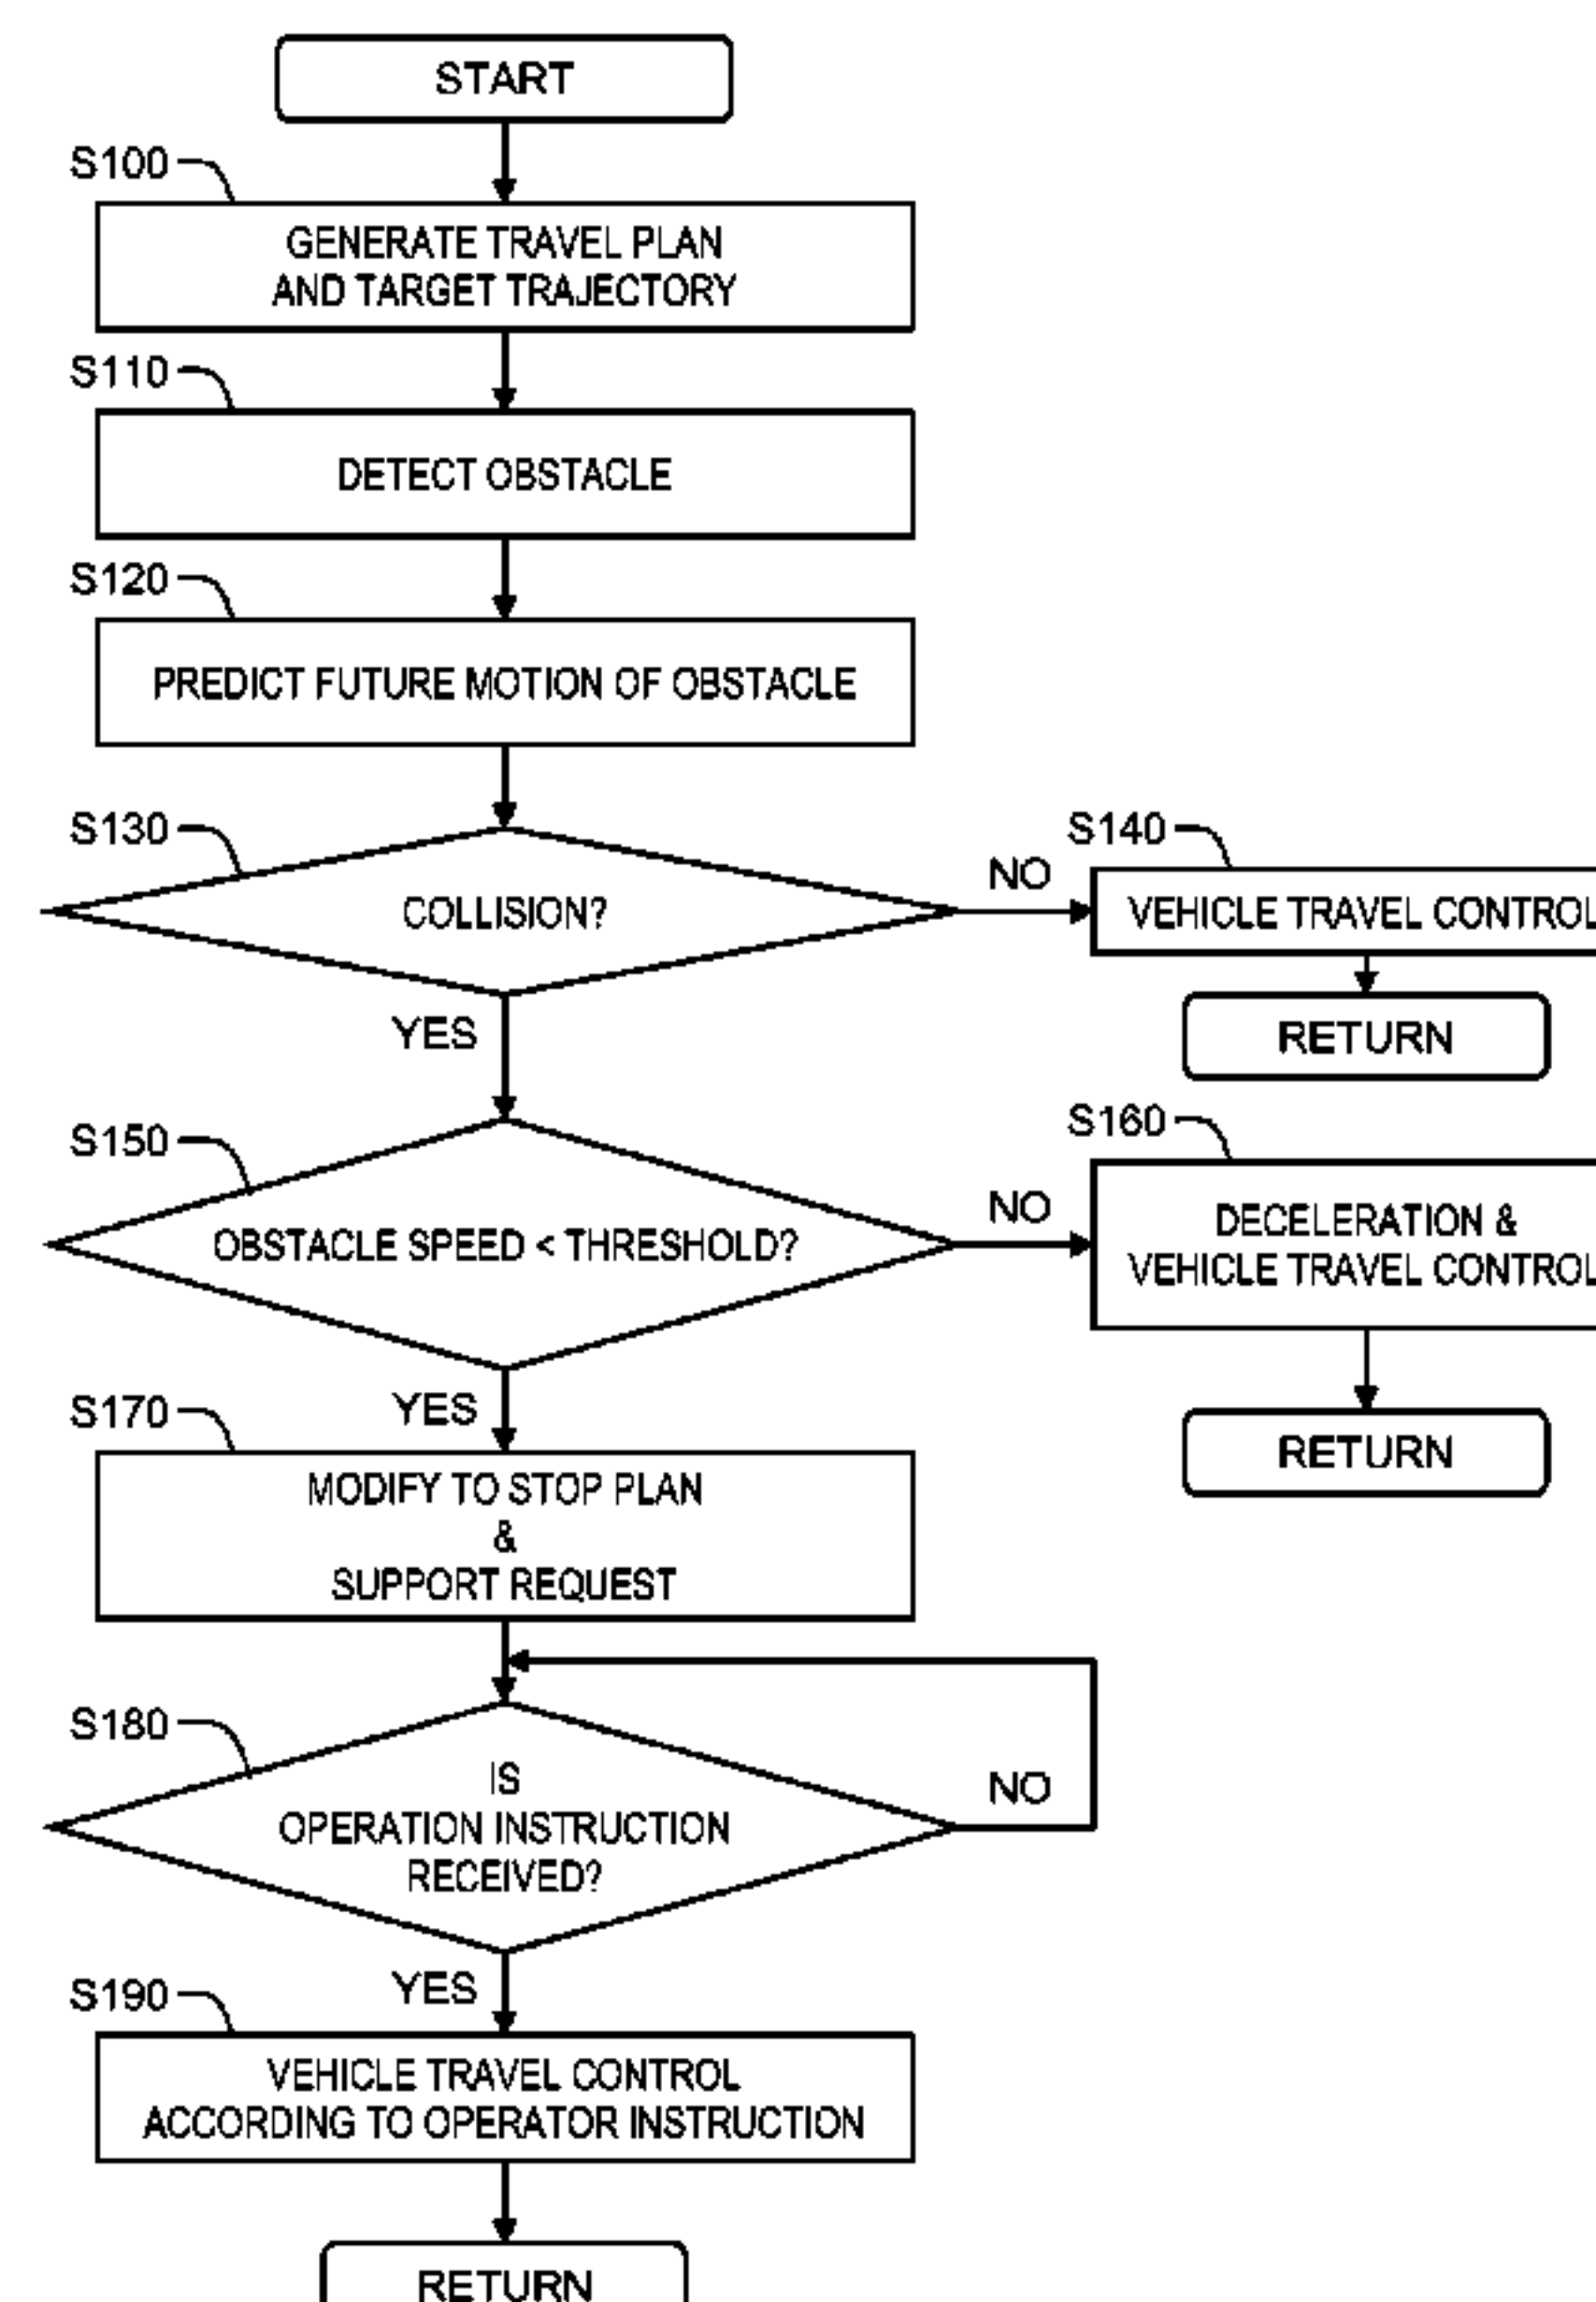 START
S100
GENERATE TRAVEL PLAN
AND TARGET TRAJECTORY
S110
DETECT OBSTACLE
S120
PREDICT FUTURE MOTION OF OBSTACLE
S130
COLLISION?
NO
S140
VEHICLE TRAVEL CONTROL
RETURN
YES
S150
OBSTACLE SPEED < THRESHOLD?
NO
S160
DECELERATION &
VEHICLE TRAVEL CONTROL
RETURN
YES
S170
MODIFY TO STOP PLAN
&
SUPPORT REQUEST
S180
IS
OPERATION INSTRUCTION
RECEIVED?
NO
YES
S190
VEHICLE TRAVEL CONTROL
ACCORDING TO OPERATOR INSTRUCTION
RETURN